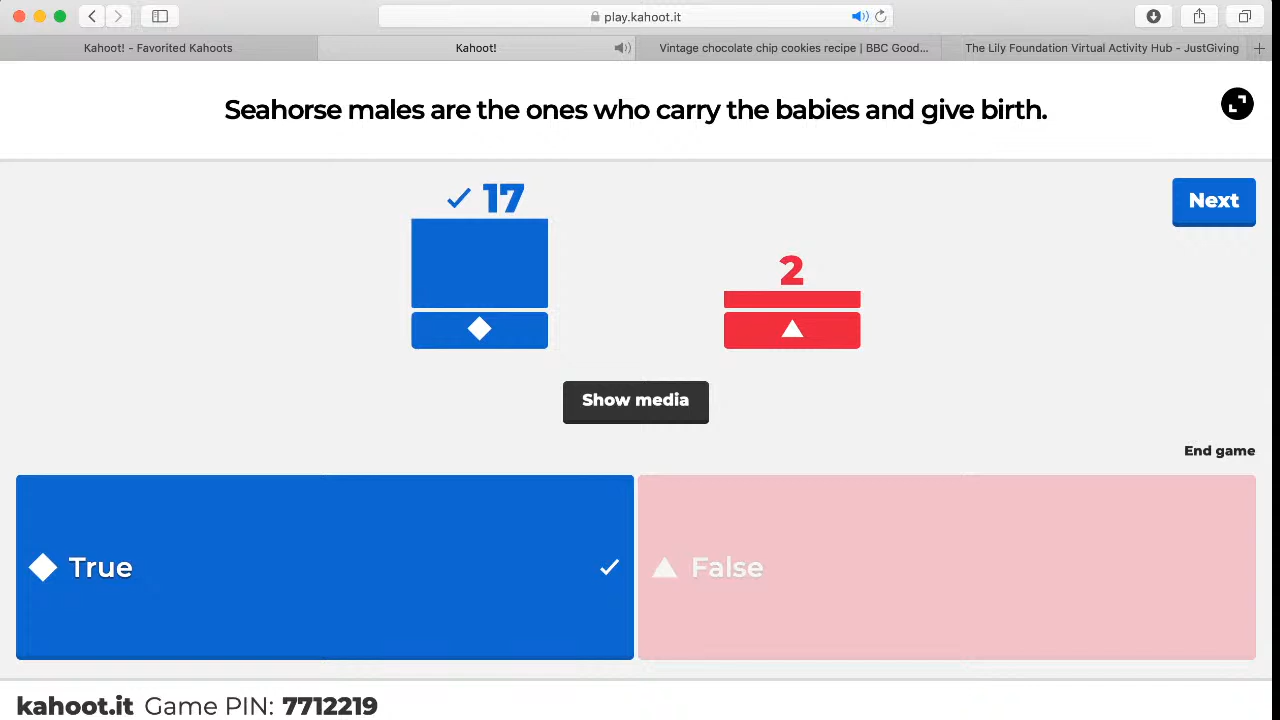 play.kahoot.it
Kahoot! - Favorited Kahoots
Kahoot!
Vintage chocolate chip cookies recipe | BBC Good...
The Lily Foundation Virtual Activity Hub - JustGiving
Seahorse males are the ones who carry the babies and give birth.
17
2
Next
Show media
End game
True
False
kahoot.it Game PIN: 7712219